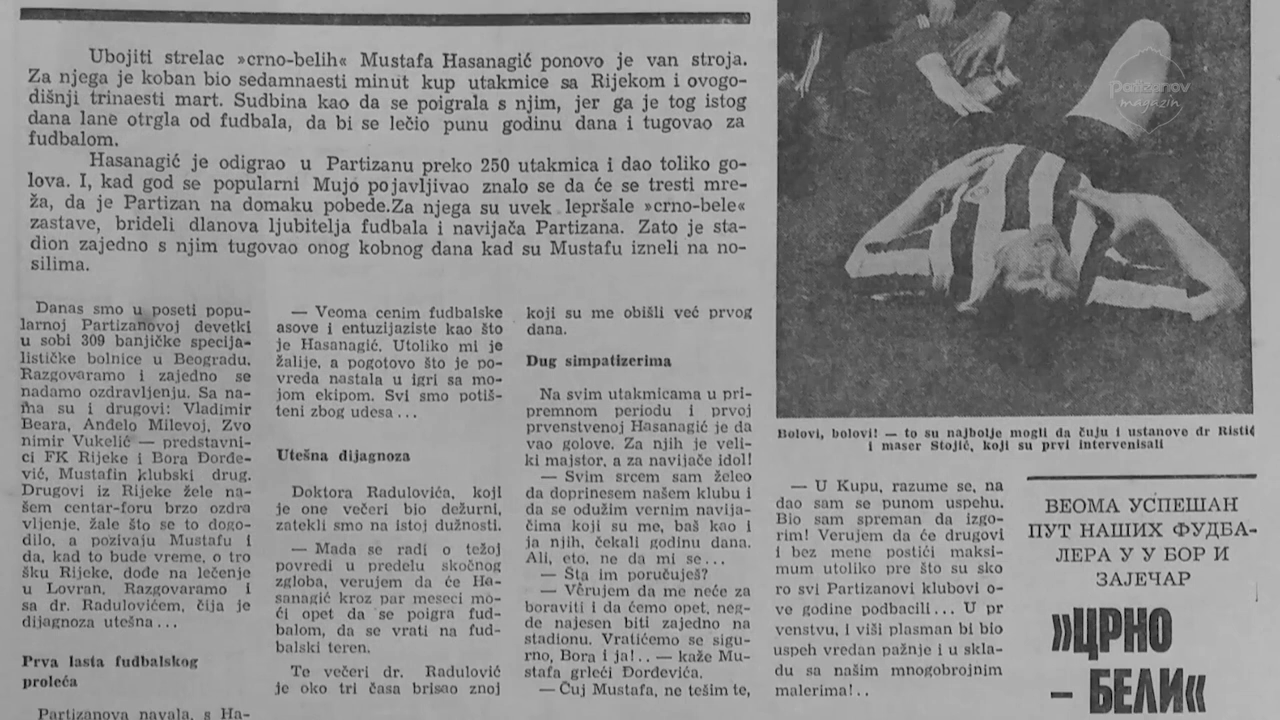 Ubojiti strelac »crno-belih« Mustafa Hasanagić ponovo je van stroja.
Za njega je koban bio sedamnaesti minut kup utakmice sa Rijekom i ovogo-
dišnji trinaesti mart. Sudbina kao da se poigrala s njim, jer ga je tog istog
dana lane otrgla od fudbala, da bi se lečio punu godinu dana i tugovao za
fudbalom.
Hasanagić je odigrao u Partizanu preko 250 utakmica i dao toliko go-
lova. I, kad god se popularni Mujo pojavljivao znalo se da će se tresti mre-
ža, da je Partizan na domaku pobede.Za njega su uvek lepršale »crno-bele«
zastave, brideli dlanova ljubitelja fudbala i navijača Partizana. Zato je sta-
dion zajedno s njim tugovao onog kobnog dana kad su Mustafu izneli na no-
silima.
Danas smo u poseti popu-
larnoj Partizanovoj devetki
u sobi 309 banjičke specija-
lističke bolnice u Beogradu.
Razgovaramo i zajedno se
nadamo ozdravljenju. Sa na-
ma su i drugovi: Vladimir
Beara, Anđelo Milevoj, Zvo
nimir Vukelić — predstavni-
ci FK Rijeke i Bora Đorđe-
vić, Mustafin klubski drug.
Drugovi iz Rijeke žele na-
šem centar-foru brzo ozdra
vljenje, žale što se to dogo-
dilo, a pozivaju Mustafu i
da, kad to bude vreme, o tro
šku Rijeke, dođe na lečenje
u Lovran. Razgovaramo i
sa dr. Radulovićem, čija je
dijagnoza utešna...
Prva lasta fudbalskog
proleća
Partizanova navala, s Ha-
— Veoma cenim fudbalske
asove i entuzijaziste kao što
je Hasanagić. Utoliko mi je
žalije, a pogotovo što je po-
vreda nastala u igri sa mo-
jom ekipom. Svi smo potiš-
teni zbog udesa...
Utešna dijagnoza
Doktora Radulovića, koji
je one večeri bio dežurni,
zatekli smo na istoj dužnosti.
— Mada se radi o težoj
povredi u predelu skočnog
zgloba, verujem da će Ha-
sanagić kroz par meseci mo-
ći opet da se poigra fud-
balom, da se vrati na fud-
balski teren.
Te večeri dr. Radulović
je oko tri časa brisao znoj
koji su me obišli već prvog
dana.
Dug simpatizerima
Na svim utakmicama u pri-
premnom periodu i prvoj
prvenstvenoj Hasanagić je da
vao golove. Za njih je veli-
ki majstor, a za navijače idol!
— Svim srcem sam želeo
da doprinesem našem klubu i
da se odužim vernim navija-
čima koji su me, baš kao i
ja njih, čekali godinu dana.
Ali, eto, ne da mi se...
— Šta im poručuješ?
— Verujem da me neće za
boraviti i da ćemo opet, neg-
de najesen biti zajedno na
stadionu. Vratićemo se sigu-
rno, Bora i ja!.. — kaže Mu-
stafa grleći Đorđevića.
— Čuj Mustafa, ne tešim te,
Partizanov
magazin
Bolovi, bolovi! — to su najbolje mogli da čuju i ustanove dr Ristić
i maser Stojić, koji su prvi intervenisali
— U Kupu, razume se, na
dao sam se punom uspehu.
Bio sam spreman da izgo-
rim! Verujem da će drugovi
i bez mene postići maksi-
mum utoliko pre što su sko
ro svi Partizanovi klubovi o-
ve godine podbacili... U pr
venstvu, i viši plasman bi bio
uspeh vredan pažnje i u skla-
du sa našim mnogobrojnim
malerima!..
ВЕОМА УСПЕШАН
ПУТ НАШИХ ФУДБА-
ЛЕРА У У БОР И
ЗАЈЕЧАР
»ЦРНО
– БЕЛИ«